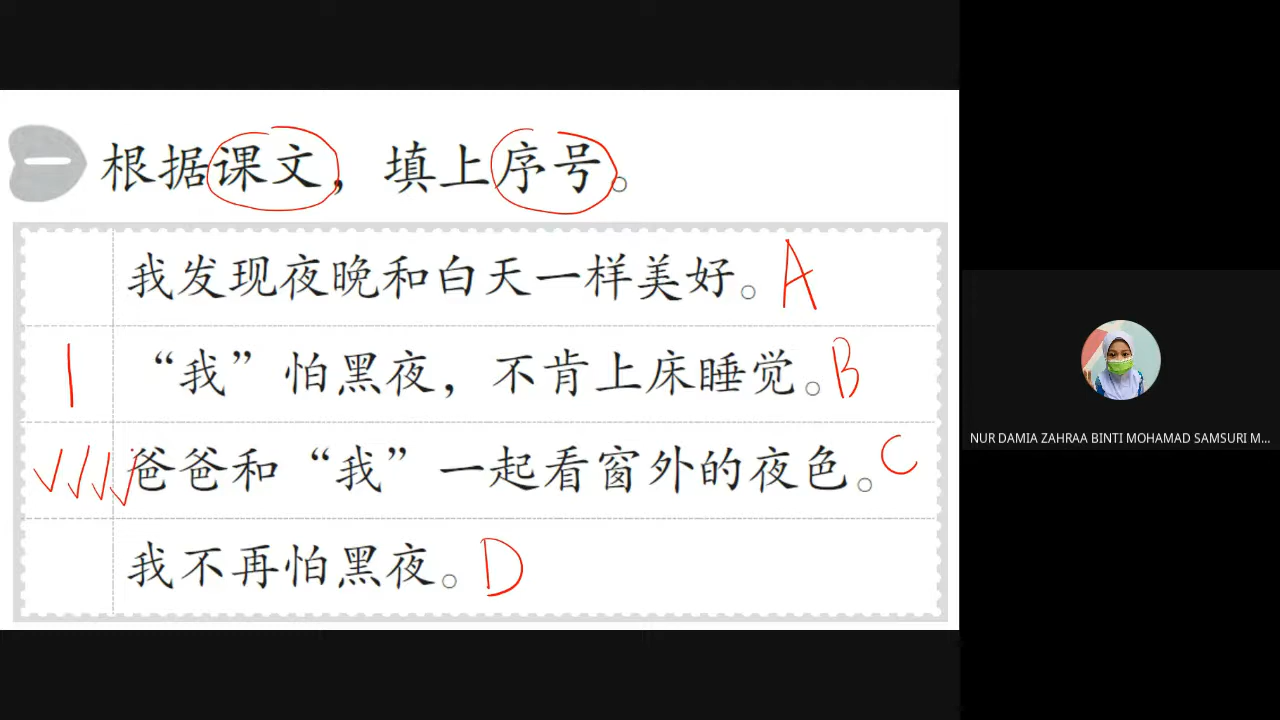 一 根据课文，填上序号。
我发现夜晚和白天一样美好。 A
1 “我”怕黑夜，不肯上床睡觉。 B
爸爸和“我”一起看窗外的夜色。 C
我不再怕黑夜。 D
NUR DAMIA ZAHRAA BINTI MOHAMAD SAMSURI M...